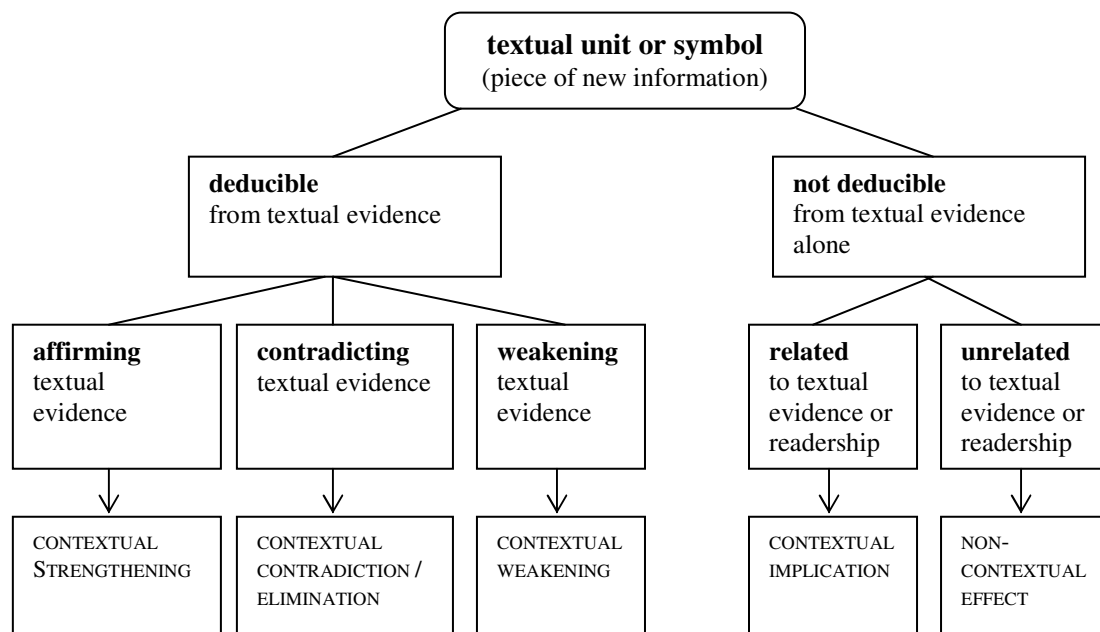 textual unit or symbol
(piece of new information)
deducible
from textual evidence
not deducible
from textual evidence
alone
affirming
textual
evidence
contradicting
textual evidence
weakening
textual
evidence
related
to textual
evidence or
readership
unrelated
to textual
evidence or
readership
CONTEXTUAL
STRENGTHENING
CONTEXTUAL
CONTRADICTION /
ELIMINATION
CONTEXTUAL
WEAKENING
CONTEXTUAL
IMPLICATION
NON-
CONTEXTUAL
EFFECT